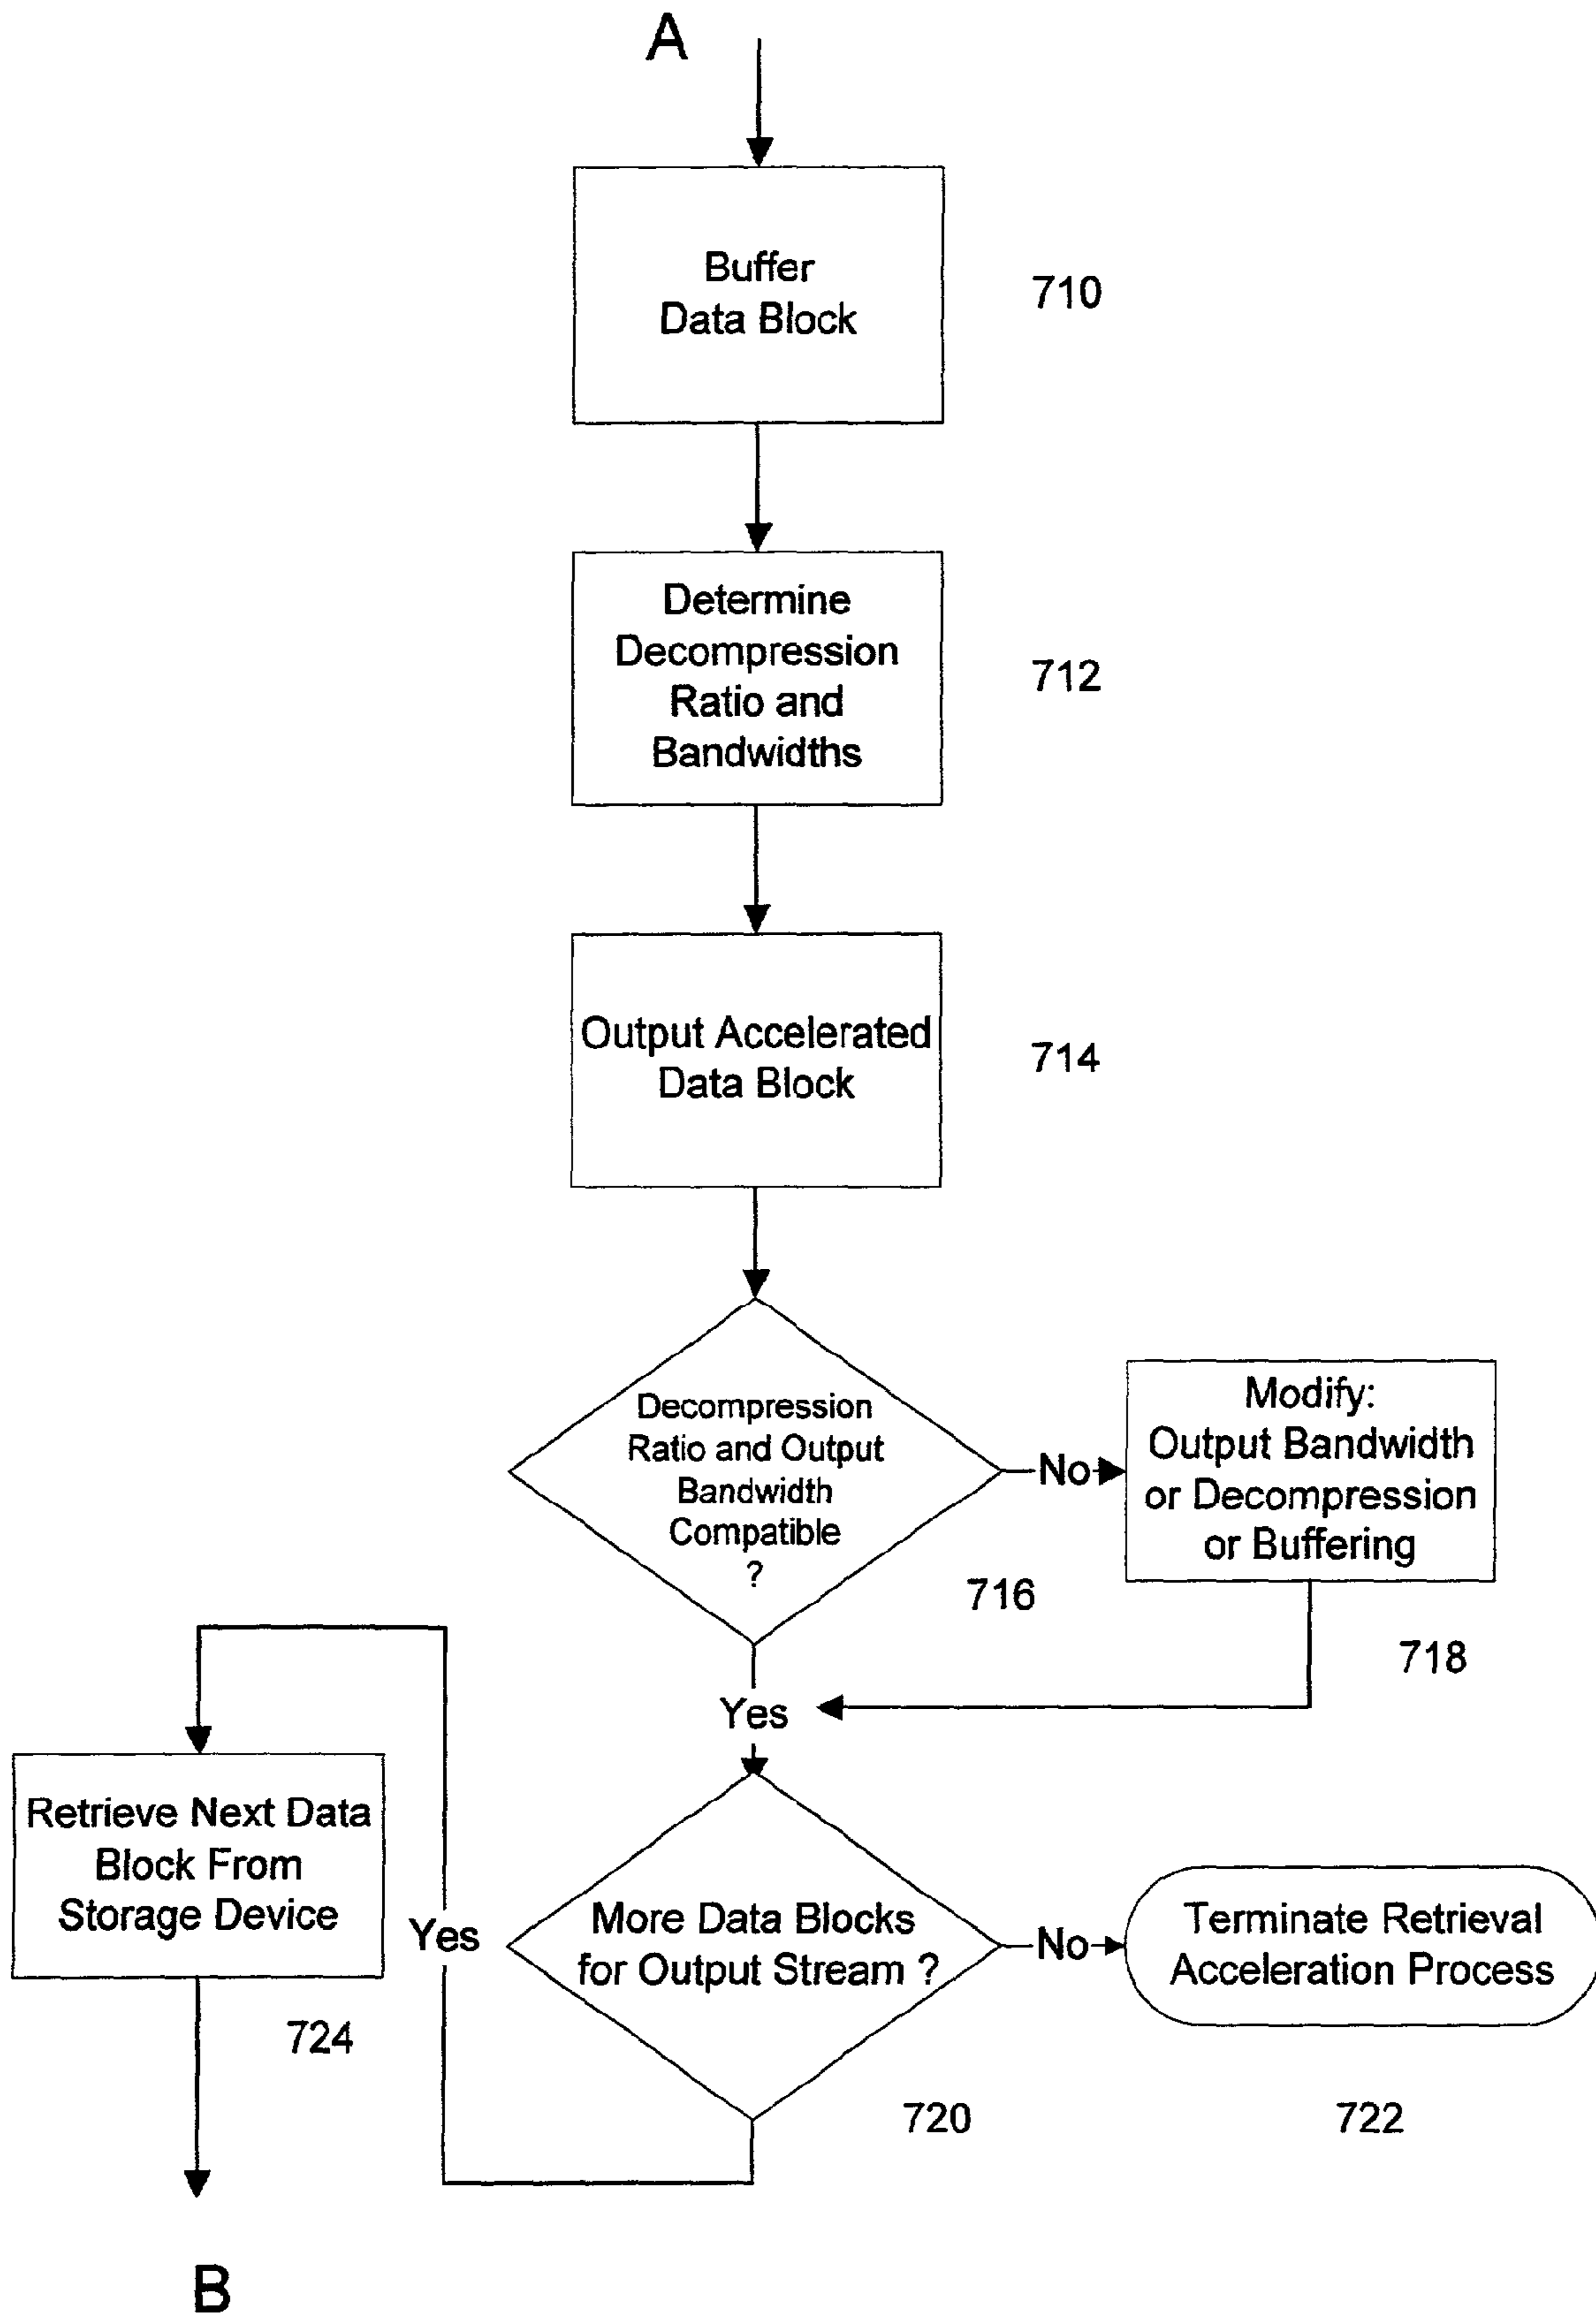 A
Buffer
Data Block
710
Determine
Decompression
Ratio and
Bandwidths
712
Output Accelerated
Data Block
714
Decompression
Ratio and Output
Bandwidth
Compatible
?
716
No
Modify:
Output Bandwidth
or Decompression
or Buffering
718
Yes
Retrieve Next Data
Block From
Storage Device
724
Yes
More Data Blocks
for Output Stream ?
720
No
Terminate Retrieval
Acceleration Process
722
B